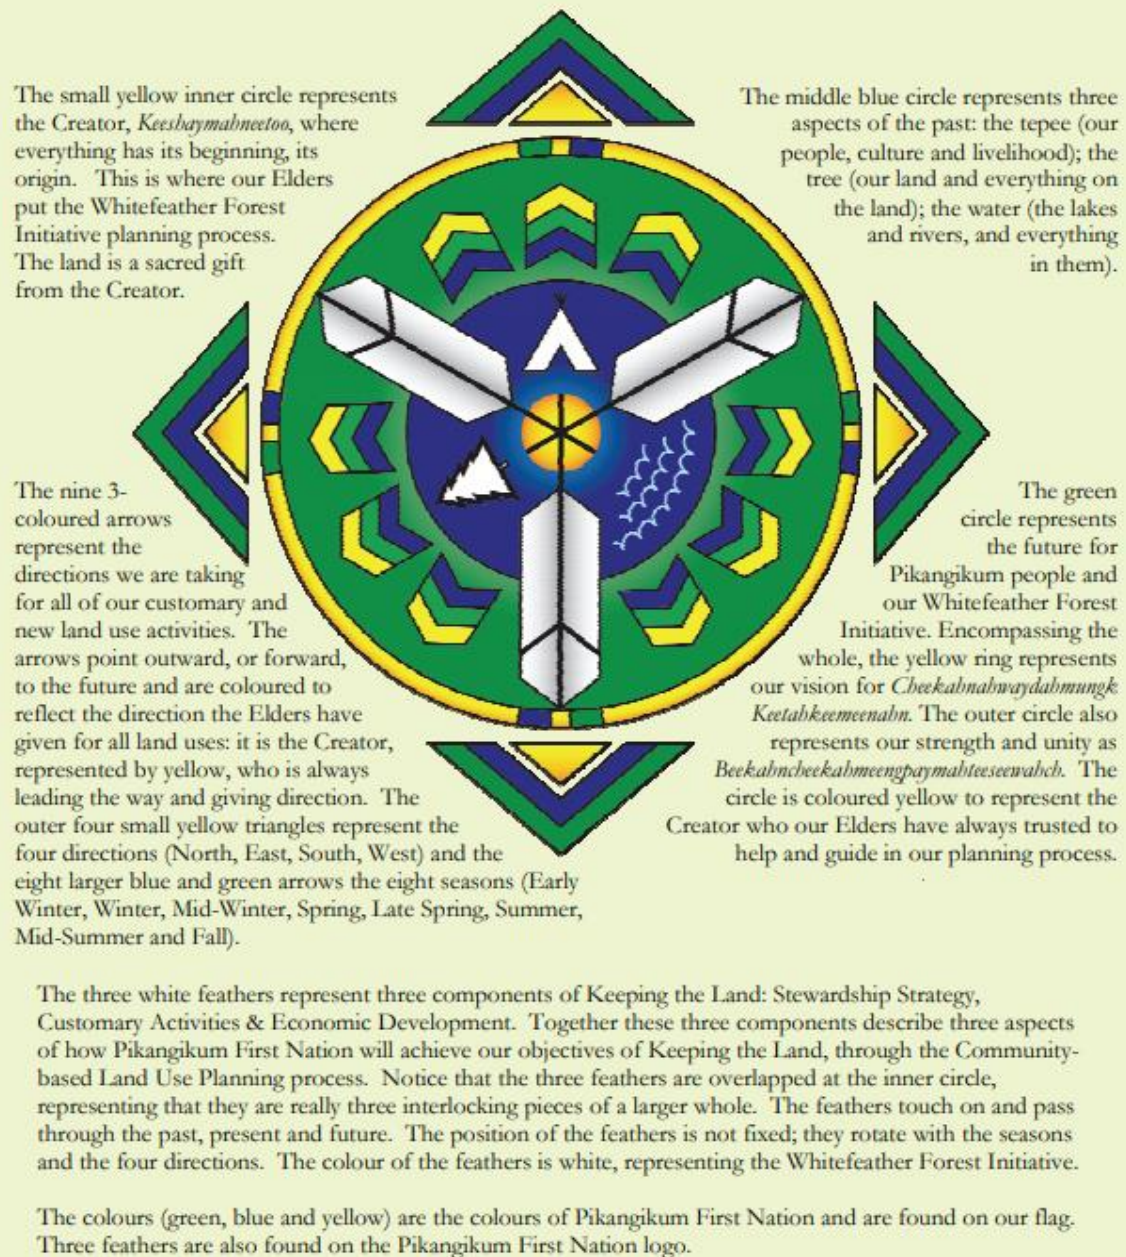 The small yellow inner circle represents
the Creator, Keeshaymahneetoo, where
everything has its beginning, its
origin. This is where our Elders
put the Whitefeather Forest
Initiative planning process.
The land is a sacred gift
from the Creator.
The middle blue circle represents three
aspects of the past: the tepee (our
people, culture and livelihood); the
tree (our land and everything on
the land); the water (the lakes
and rivers, and everything
in them).
The nine 3-
coloured arrows
represent the
directions we are taking
for all of our customary and
new land use activities. The
arrows point outward, or forward,
to the future and are coloured to
reflect the direction the Elders have
given for all land uses: it is the Creator,
represented by yellow, who is always
leading the way and giving direction. The
outer four small yellow triangles represent the
four directions (North, East, South, West) and the
eight larger blue and green arrows the eight seasons (Early
Winter, Winter, Mid-Winter, Spring, Late Spring, Summer,
Mid-Summer and Fall).
The green
circle represents
the future for
Pikangikum people and
our Whitefeather Forest
Initiative. Encompassing the
whole, the yellow ring represents
our vision for Cheekahnahwaydahmungk
Keetahkeemeenahn. The outer circle also
represents our strength and unity as
Beekahncheekahmeengpaymahteeseewahch. The
circle is coloured yellow to represent the
Creator who our Elders have always trusted to
help and guide in our planning process.
The three white feathers represent three components of Keeping the Land: Stewardship Strategy,
Customary Activities & Economic Development. Together these three components describe three aspects
of how Pikangikum First Nation will achieve our objectives of Keeping the Land, through the Community-
based Land Use Planning process. Notice that the three feathers are overlapped at the inner circle,
representing that they are really three interlocking pieces of a larger whole. The feathers touch on and pass
through the past, present and future. The position of the feathers is not fixed; they rotate with the seasons
and the four directions. The colour of the feathers is white, representing the Whitefeather Forest Initiative.
The colours (green, blue and yellow) are the colours of Pikangikum First Nation and are found on our flag.
Three feathers are also found on the Pikangikum First Nation logo.